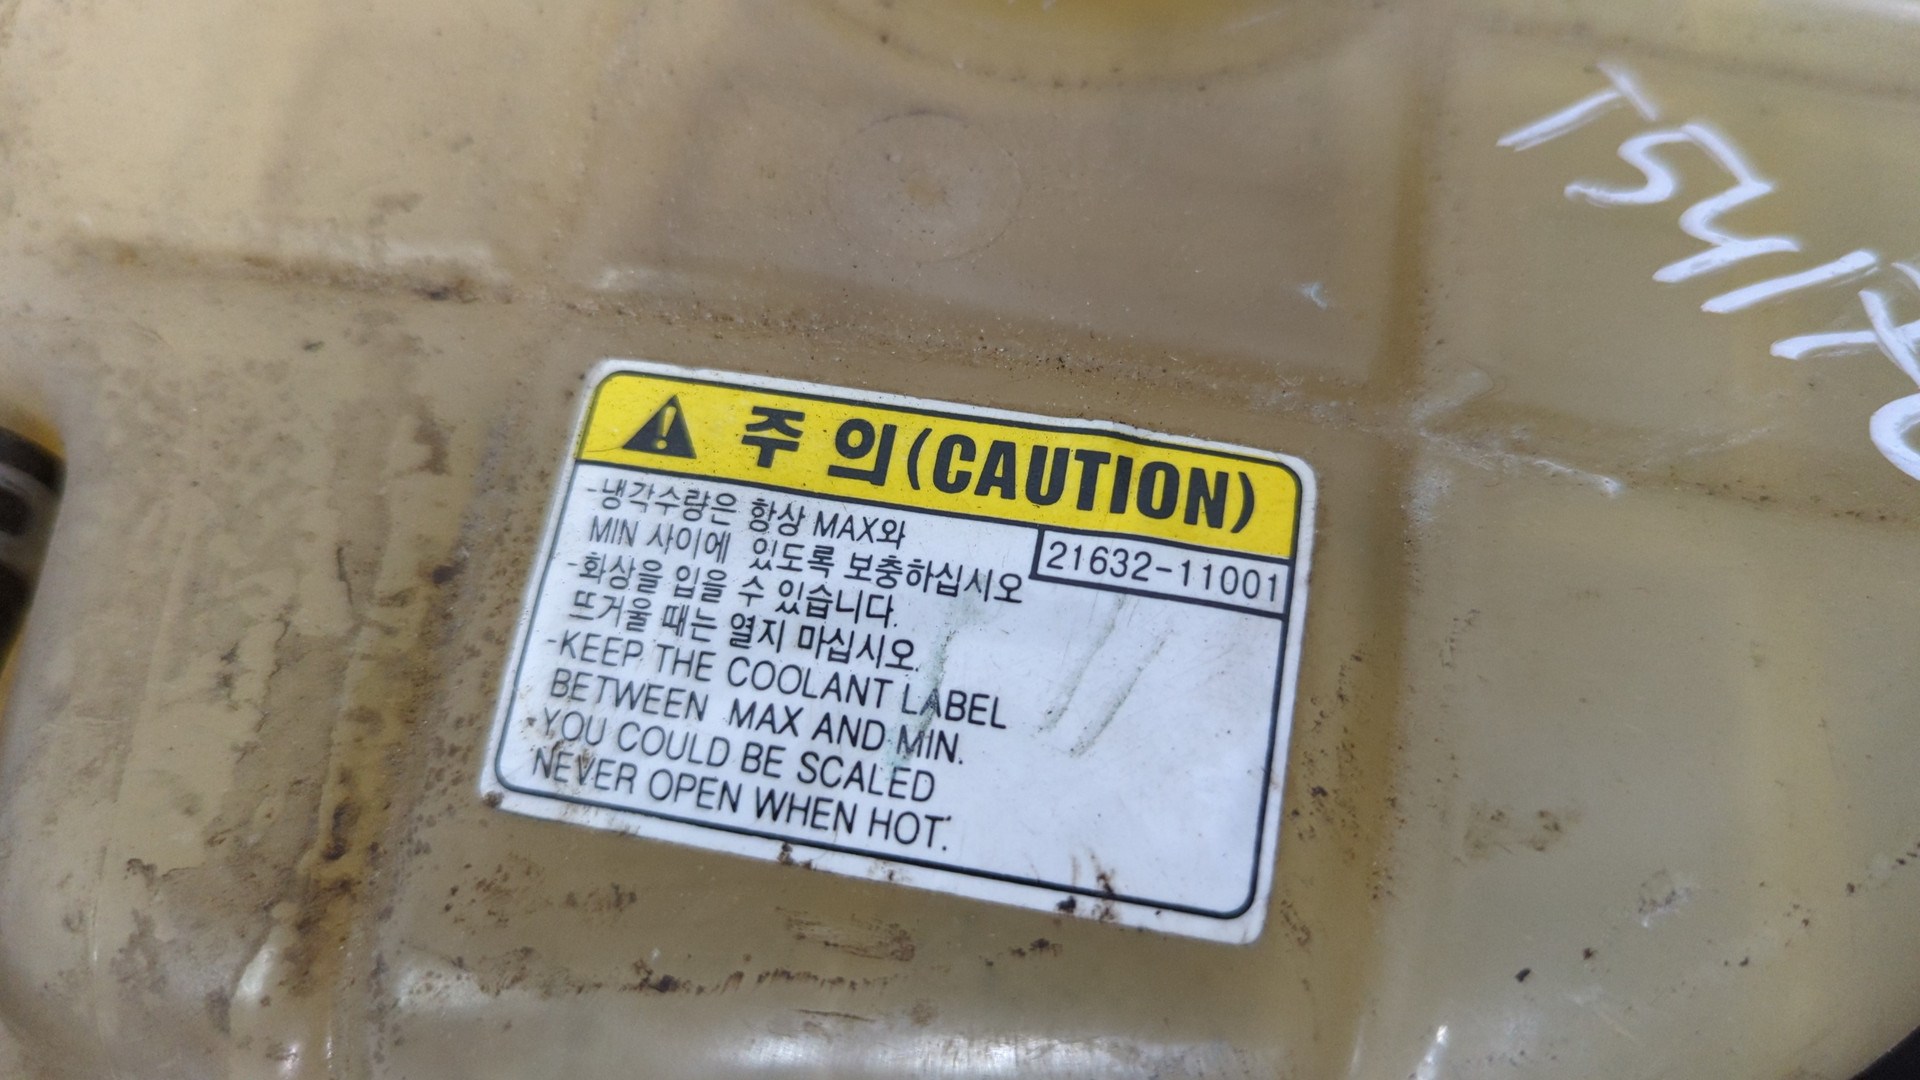 주 의(CAUTION)
21632-11001
-냉각수량은 항상 MAX와
MIN 사이에 있도록 보충하십시오
-화상을 입을 수 있습니다.
뜨거울 때는 열지 마십시오.
-KEEP THE COOLANT LABEL
BETWEEN MAX AND MIN.
YOU COULD BE SCALED
NEVER OPEN WHEN HOT.